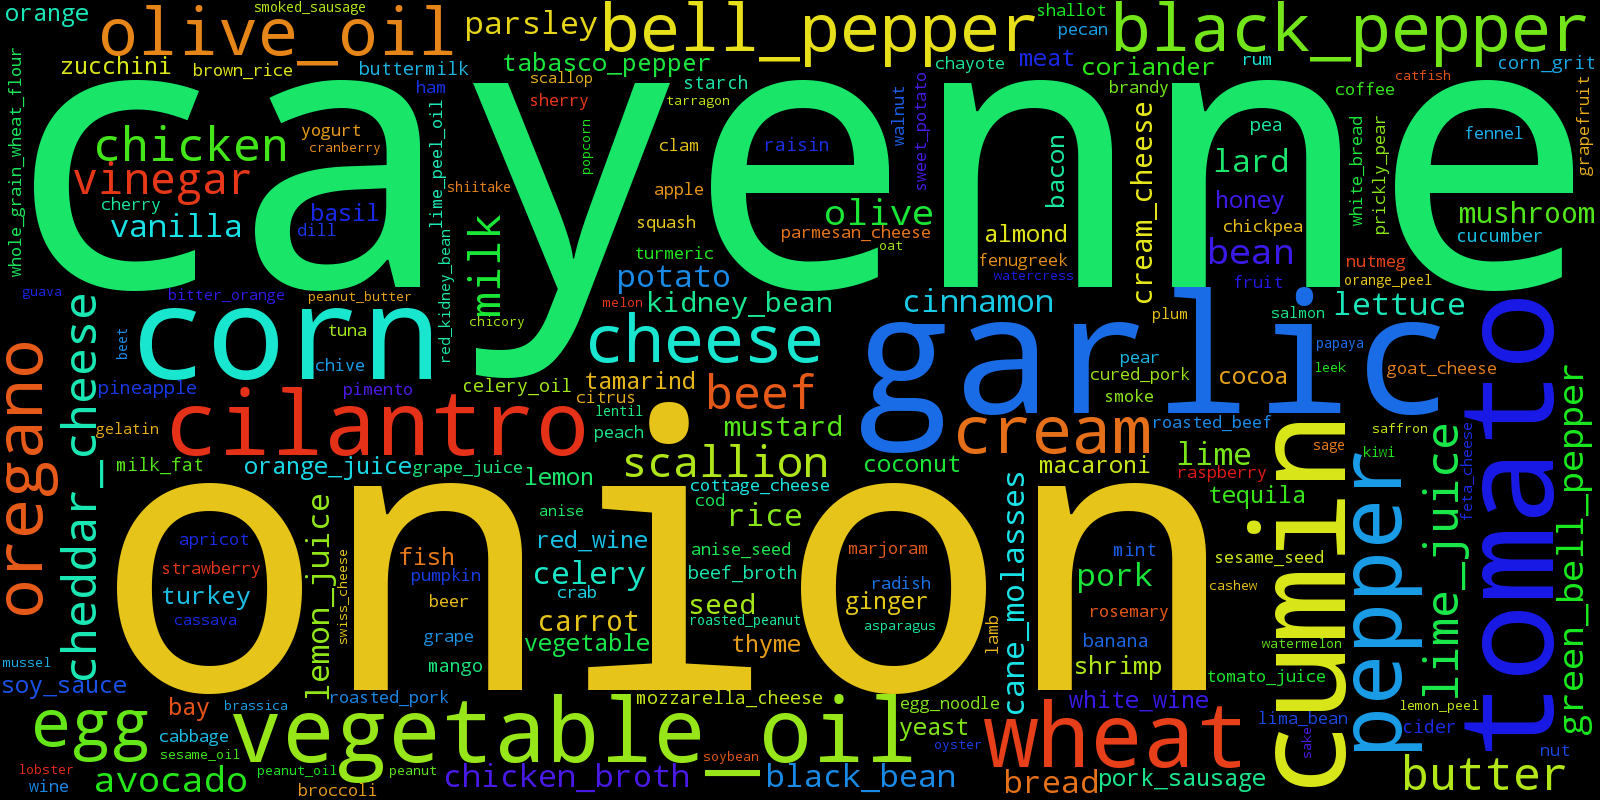 orange
smoked_sausage
olive_oil
parsley
bell_pepper
shallot
pecan
black_pepper
zucchini
brown_rice
buttermilk
tabasco_pepper
meat
chayote
coriander
rum
corn_grit
catfish
whole_grain_wheat_flour
ham
scallop
starch
sherry
tarragon
brandy
coffee
grapefruit
cayenne
chicken
yogurt
cranberry
lime_peel_oil
popcorn
clam
raisin
walnut
sweet_potato
bacon
cream_cheese
pea
lard
white_bread
prickly_pear
fennel
vinegar
cherry
vanilla
basil
dill
shiitake
apple
squash
milk
olive
parmesan_cheese
oat
almond
fenugreek
watercress
honey
chickpea
bean
fruit
mushroom
cucumber
nutmeg
orange_peel
turmeric
potato
guava
bitter_orange
peanut_butter
red_kidney_bean
chicory
melon
kidney_bean
cinnamon
plum
salmon
lettuce
cheddar_cheese
corn
tuna
beet
chive
cheese
garlic
pear
papaya
leek
goat_cheese
tomato
oregano
pineapple
pimento
celery_oil
tamarind
citrus
beef
cured_pork
smoke
cocoa
gelatin
cilantro
lentil
peach
mustard
cream
roasted_beef
saffron
sage
kiwi
feta_cheese
green_bell_pepper
milk_fat
orange_juice
grape_juice
lemon
scallion
coconut
macaroni
lime
raspberry
tequila
cottage_cheese
cod
onion
lemon_juice
swiss_cheese
anise
rice
cane_molasses
cumin
pepper
lime_juice
apricot
strawberry
turkey
cassava
fish
pumpkin
beer
grape
mango
red_wine
celery
crab
carrot
vegetable
anise_seed
beef_broth
seed
roasted_peanut
thyme
marjoram
radish
ginger
asparagus
lamb
mint
pork
rosemary
banana
shrimp
sesame_seed
cashew
watermelon
tomato_juice
mussel
soy_sauce
bay
brassica
roasted_pork
mozzarella_cheese
egg_noodle
white_wine
lemon_peel
lima_bean
cider
egg
cabbage
sesame_oil
vegetable_oil
yeast
oyster
wheat
sake
nut
lobster
wine
avocado
peanut_oil
broccoli
peanut
chicken_broth
soybean
black_bean
bread
pork_sausage
butter